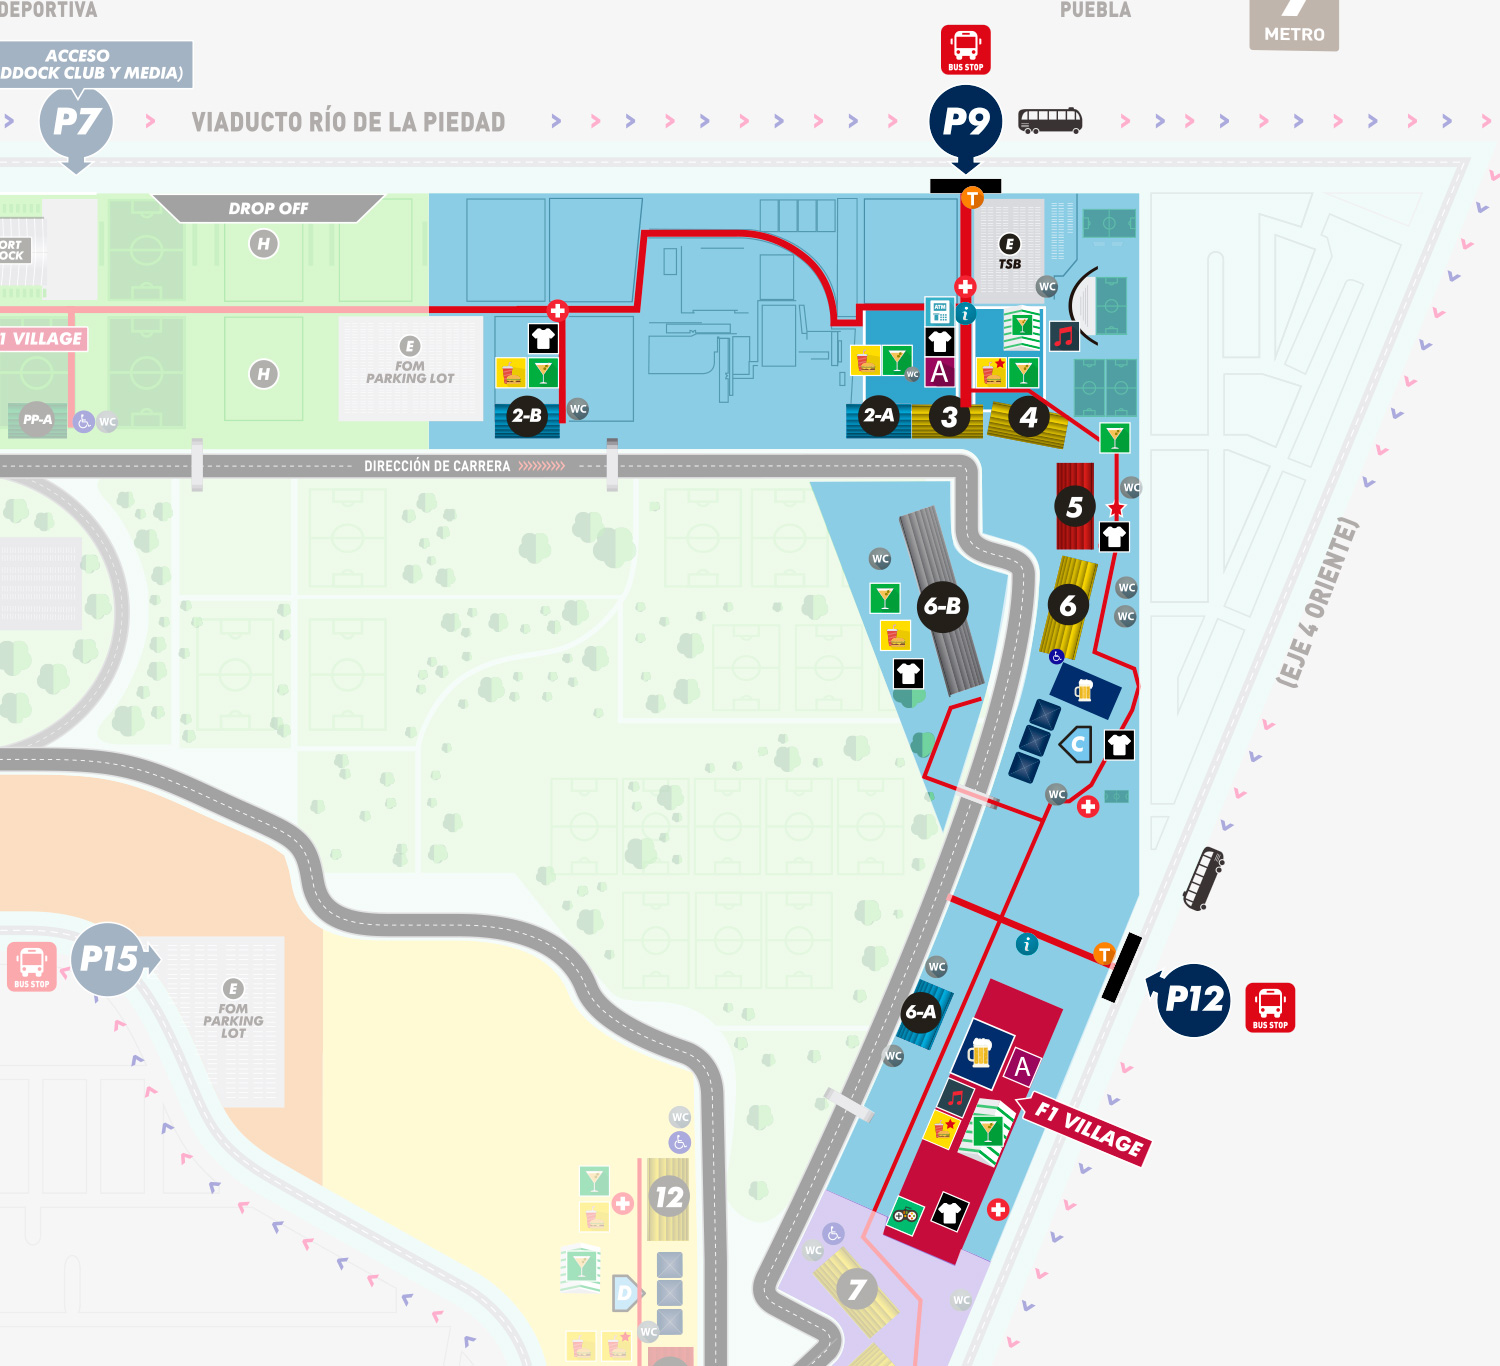 DEPORTIVA
PUEBLA
METRO
ACCESO
DDOCK CLUB Y MEDIA)
BUS STOP
P7
VIADUCTO RÍO DE LA PIEDAD
P9
DROP OFF
T
H
E
TSB
ORT
OCK
WC
ATM
i
1 VILLAGE
E
FOM
PARKING LOT
H
WC
A
PP-A
WC
2-B
WC
2-A
3
4
DIRECCIÓN DE CARRERA
WC
5
WC
6-B
WC
6
WC
(EJE 4 ORIENTE)
C
WC
P15
BUS STOP
E
FOM
PARKING
LOT
i
T
WC
P12
BUS STOP
6-A
WC
A
F1 VILLAGE
WC
12
WC
7
D
WC
WC